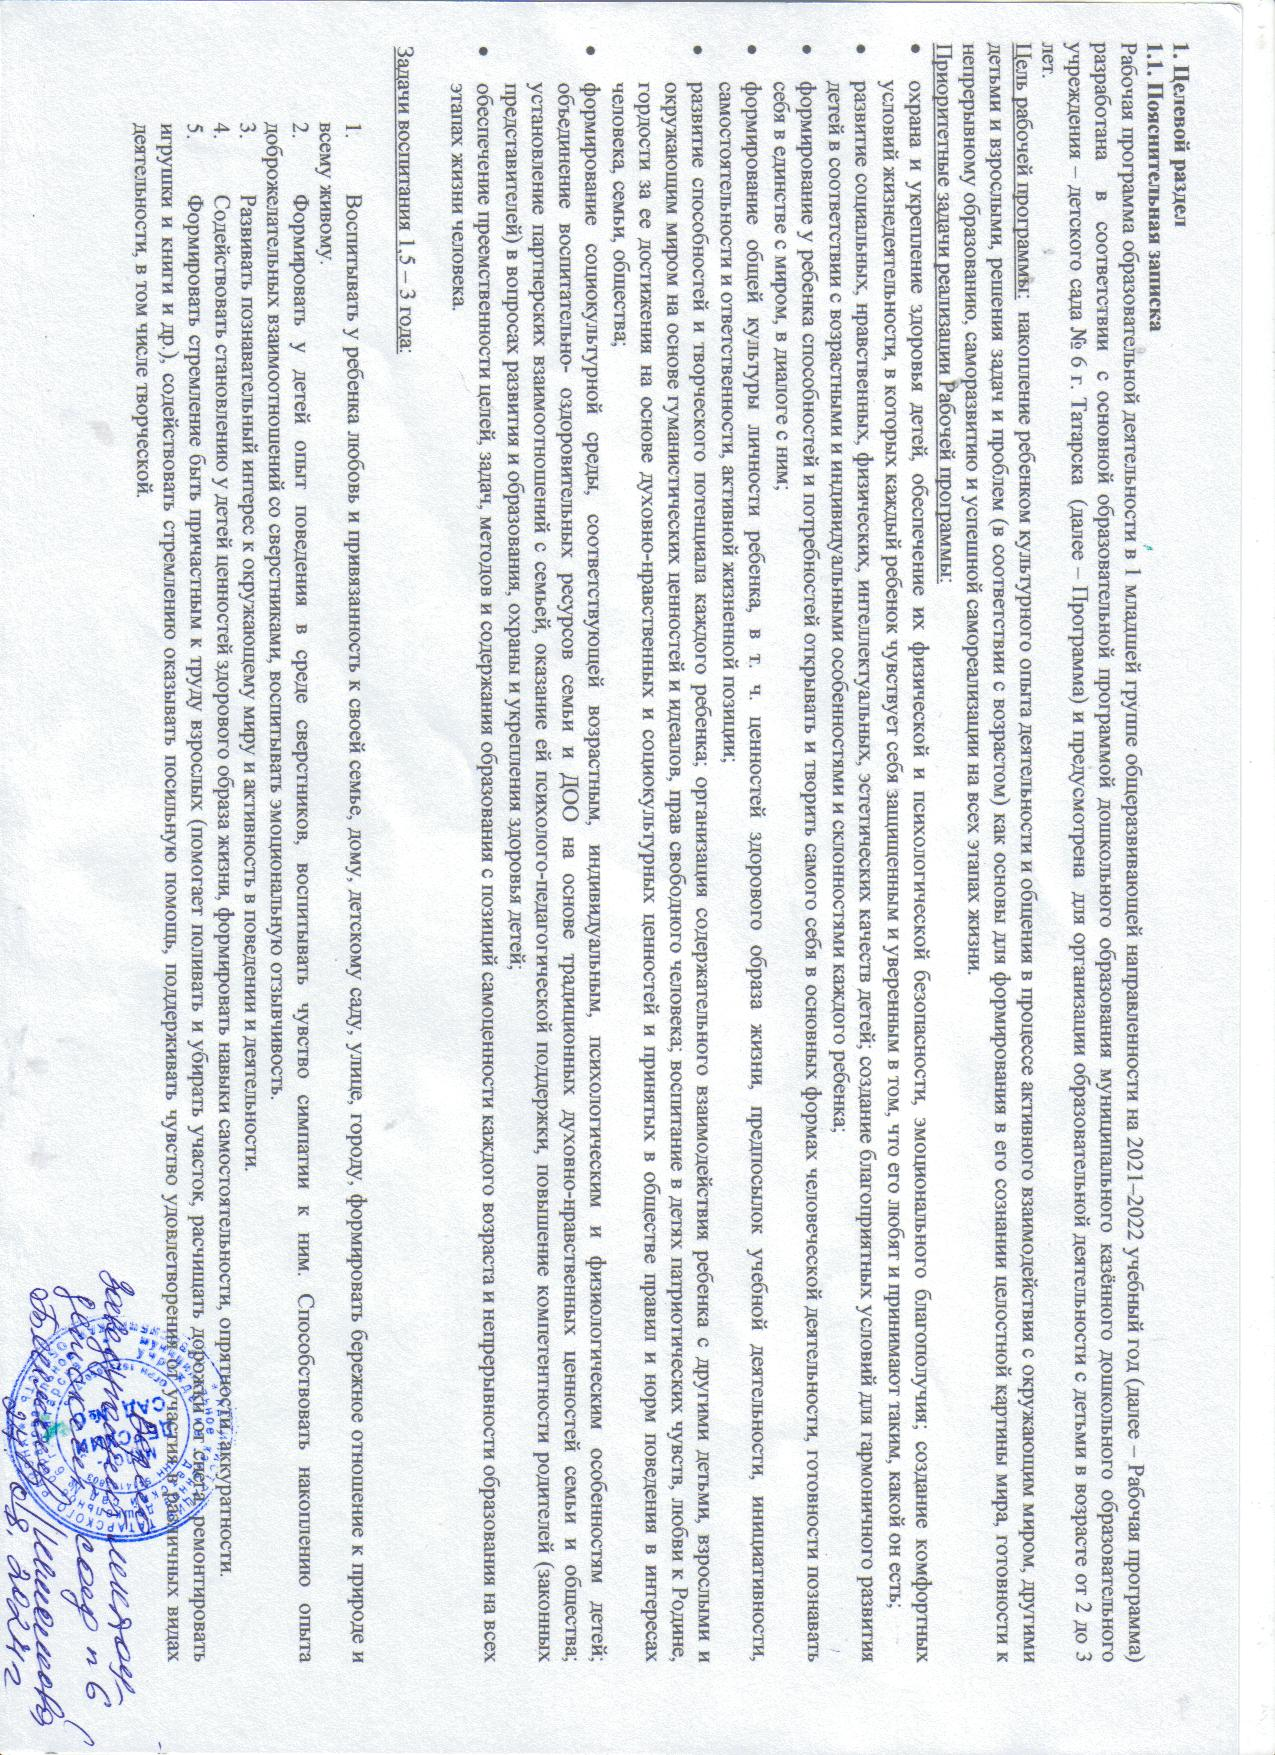 1. Целевой раздел
1.1. Пояснительная записка
Рабочая программа образовательной деятельности в 1 младшей группе общеразвивающей направленности на 2021–2022 учебный год (далее – Рабочая программа)
разработана в соответствии с основной образовательной программой дошкольного образования муниципального казённого дошкольного образовательного
учреждения – детского сада № 6 г. Татарска (далее – Программа) и предусмотрена для организации образовательной деятельности с детьми в возрасте от 2 до 3
лет.
Цель рабочей программы: накопление ребенком культурного опыта деятельности и общения в процессе активного взаимодействия с окружающим миром, другими
детьми и взрослыми, решения задач и проблем (в соответствии с возрастом) как основы для формирования в его сознании целостной картины мира, готовности к
непрерывному образованию, саморазвитию и успешной самореализации на всех этапах жизни.
Приоритетные задачи реализации Рабочей программы:
• охрана и укрепление здоровья детей, обеспечение их физической и психологической безопасности, эмоционального благополучия; создание комфортных
условий жизнедеятельности, в которых каждый ребенок чувствует себя защищенным и уверенным в том, что его любят и принимают таким, какой он есть;
• развитие социальных, нравственных, физических, интеллектуальных, эстетических качеств детей; создание благоприятных условий для гармоничного развития
детей в соответствии с возрастными и индивидуальными особенностями и склонностями каждого ребенка;
• формирование у ребенка способностей и потребностей открывать и творить самого себя в основных формах человеческой деятельности, готовности познавать
себя в единстве с миром, в диалоге с ним;
• формирование общей культуры личности ребенка, в т. ч. ценностей здорового образа жизни, предпосылок учебной деятельности, инициативности,
самостоятельности и ответственности, активной жизненной позиции;
• развитие способностей и творческого потенциала каждого ребенка; организация содержательного взаимодействия ребенка с другими детьми, взрослыми и
окружающим миром на основе гуманистических ценностей и идеалов, прав свободного человека; воспитание в детях патриотических чувств, любви к Родине,
гордости за ее достижения на основе духовно-нравственных и социокультурных ценностей и принятых в обществе правил и норм поведения в интересах
человека, семьи, общества;
• формирование социокультурной среды, соответствующей возрастным, индивидуальным, психологическим и физиологическим особенностям детей;
объединение воспитательно- оздоровительных ресурсов семьи и ДОО на основе традиционных духовно-нравственных ценностей семьи и общества;
установление партнерских взаимоотношений с семьей, оказание ей психолого-педагогической поддержки, повышение компетентности родителей (законных
представителей) в вопросах развития и образования, охраны и укрепления здоровья детей;
• обеспечение преемственности целей, задач, методов и содержания образования с позиций самоценности каждого возраста и непрерывности образования на всех
этапах жизни человека.
Задачи воспитания 1,5 – 3 года:
1. Воспитывать у ребенка любовь и привязанность к своей семье, дому, детскому саду, улице, городу, формировать бережное отношение к природе и
всему живому.
2. Формировать у детей опыт поведения в среде сверстников, воспитывать чувство симпатии к ним. Способствовать накоплению опыта
доброжелательных взаимоотношений со сверстниками, воспитывать эмоциональную отзывчивость.
3. Развивать познавательный интерес к окружающему миру и активность в поведении и деятельности.
4. Содействовать становлению у детей ценностей здорового образа жизни, формировать навыки самостоятельности, опрятности, аккуратности.
5. Формировать стремление быть причастным к труду взрослых (помогает поливать и убирать участок, расчищать дорожки от снега, ремонтировать
игрушки и книги и др.), содействовать стремлению оказывать посильную помощь, поддерживать чувство удовлетворения от участия в различных видах
деятельности, в том числе творческой.